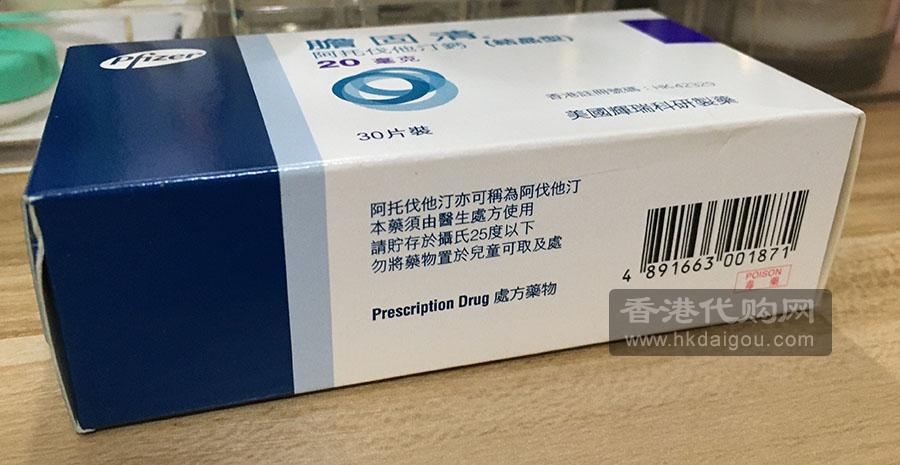 Pfizer
膽固清
阿托伐他汀鈣 (結晶型)
20 毫克
30片裝
香港註冊號碼：HK-42329
美國輝瑞科研製藥
阿托伐他汀亦可稱為阿伐他汀
本藥須由醫生處方使用
請貯存於攝氏25度以下
勿將藥物置於兒童可取及處
Prescription Drug 處方藥物
4 891663 001871
POISON
毒藥
香港代购网
www.hkdaigou.com